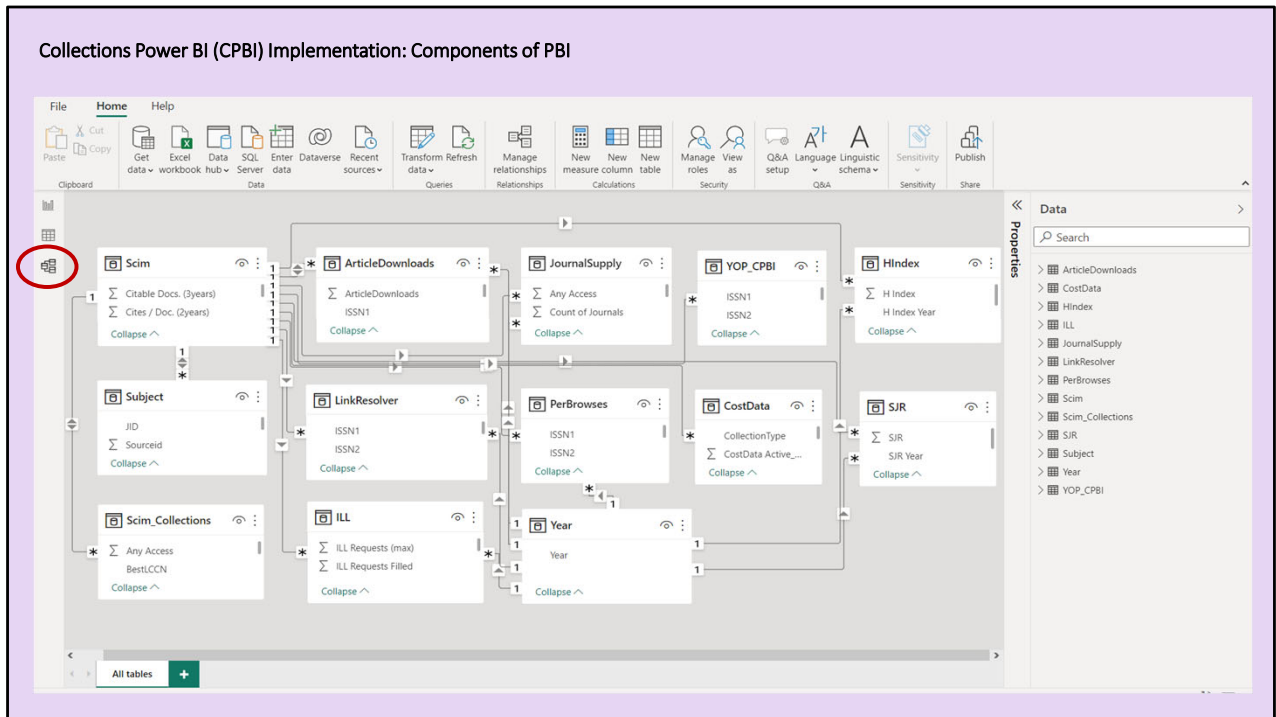 Collections Power BI (CPBI) Implementation: Components of PBI
File Home Help
Cut
Copy
Paste
Clipboard
Get data
Excel workbook
Data hub
SQL Server
Enter data
Dataverse
Recent sources
Data
Transform data
Refresh
Queries
Manage relationships
Relationships
New measure
New column
New table
Calculations
Manage roles
View as
Security
Q&A setup
Language
Linguistic schema
Q&A
Sensitivity
Sensitivity
Publish
Share
Scim
Σ Citable Docs. (3years)
Σ Cites / Doc. (2years)
Collapse
ArticleDownloads
Σ ArticleDownloads
ISSN1
Collapse
JournalSupply
Σ Any Access
Σ Count of Journals
Collapse
YOP_CPBI
ISSN1
ISSN2
Collapse
HIndex
Σ H Index
H Index Year
Collapse
Subject
JID
Σ Sourceid
Collapse
LinkResolver
ISSN1
ISSN2
Collapse
PerBrowses
ISSN1
ISSN2
Collapse
CostData
CollectionType
Σ CostData Active_...
Collapse
SJR
Σ SJR
SJR Year
Collapse
Scim_Collections
Σ Any Access
BestLCCN
Collapse
ILL
Σ ILL Requests (max)
Σ ILL Requests Filled
Collapse
Year
Year
Collapse
All tables +
Properties
Data
Search
ArticleDownloads
CostData
HIndex
ILL
JournalSupply
LinkResolver
PerBrowses
Scim
Scim_Collections
SJR
Subject
Year
YOP_CPBI